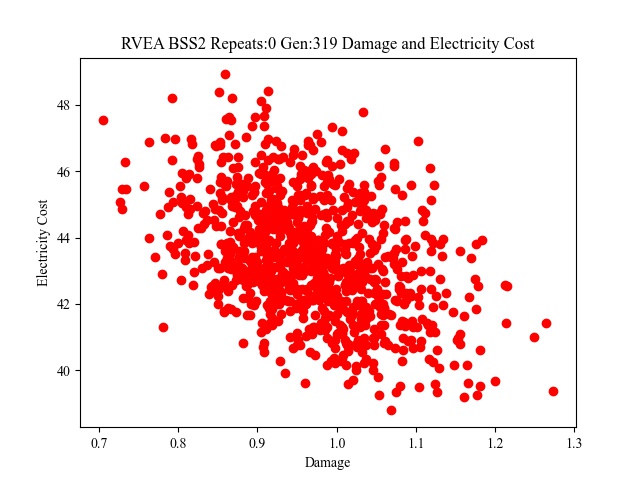 RVEA BSS2 Repeats:0 Gen:319 Damage and Electricity Cost
48
46
44
42
40
Electricity Cost
0.7 0.8 0.9 1.0 1.1 1.2 1.3
Damage